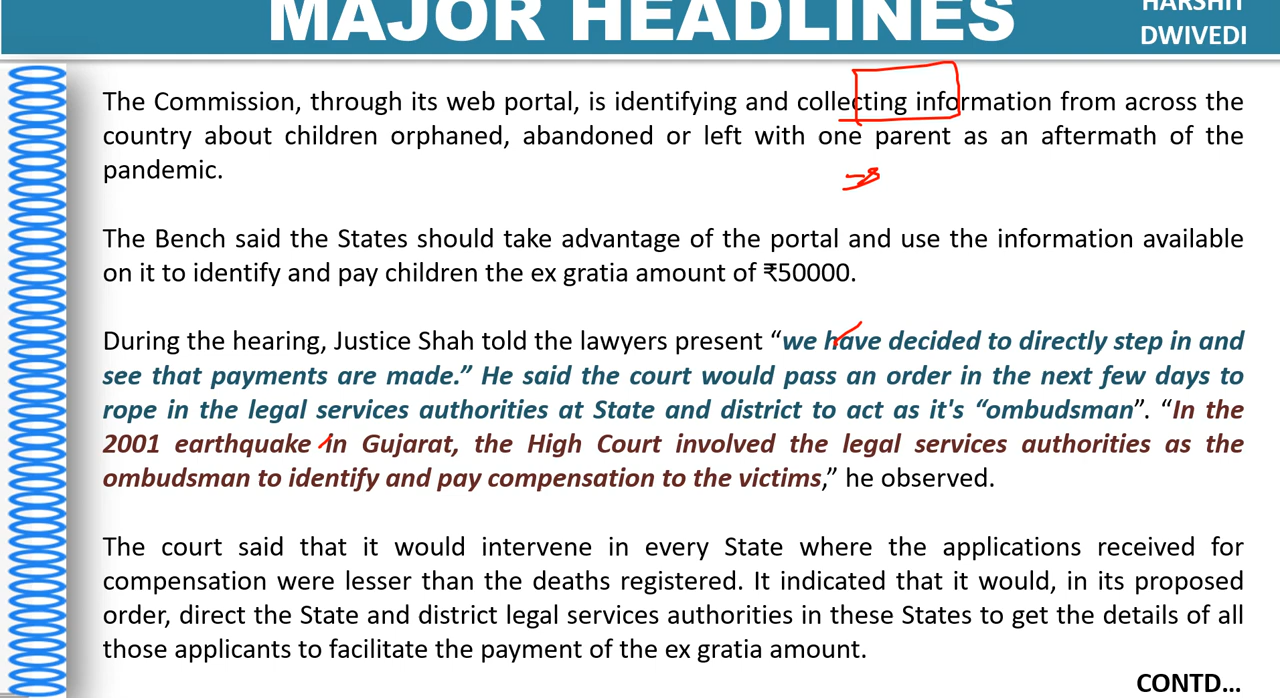 MAJOR HEADLINES
HARSHIT
DWIVEDI
The Commission, through its web portal, is identifying and collecting information from across the
country about children orphaned, abandoned or left with one parent as an aftermath of the
pandemic.
The Bench said the States should take advantage of the portal and use the information available
on it to identify and pay children the ex gratia amount of ₹50000.
During the hearing, Justice Shah told the lawyers present “we have decided to directly step in and
see that payments are made.” He said the court would pass an order in the next few days to
rope in the legal services authorities at State and district to act as it's “ombudsman”. “In the
2001 earthquake in Gujarat, the High Court involved the legal services authorities as the
ombudsman to identify and pay compensation to the victims,” he observed.
The court said that it would intervene in every State where the applications received for
compensation were lesser than the deaths registered. It indicated that it would, in its proposed
order, direct the State and district legal services authorities in these States to get the details of all
those applicants to facilitate the payment of the ex gratia amount.
CONTD...